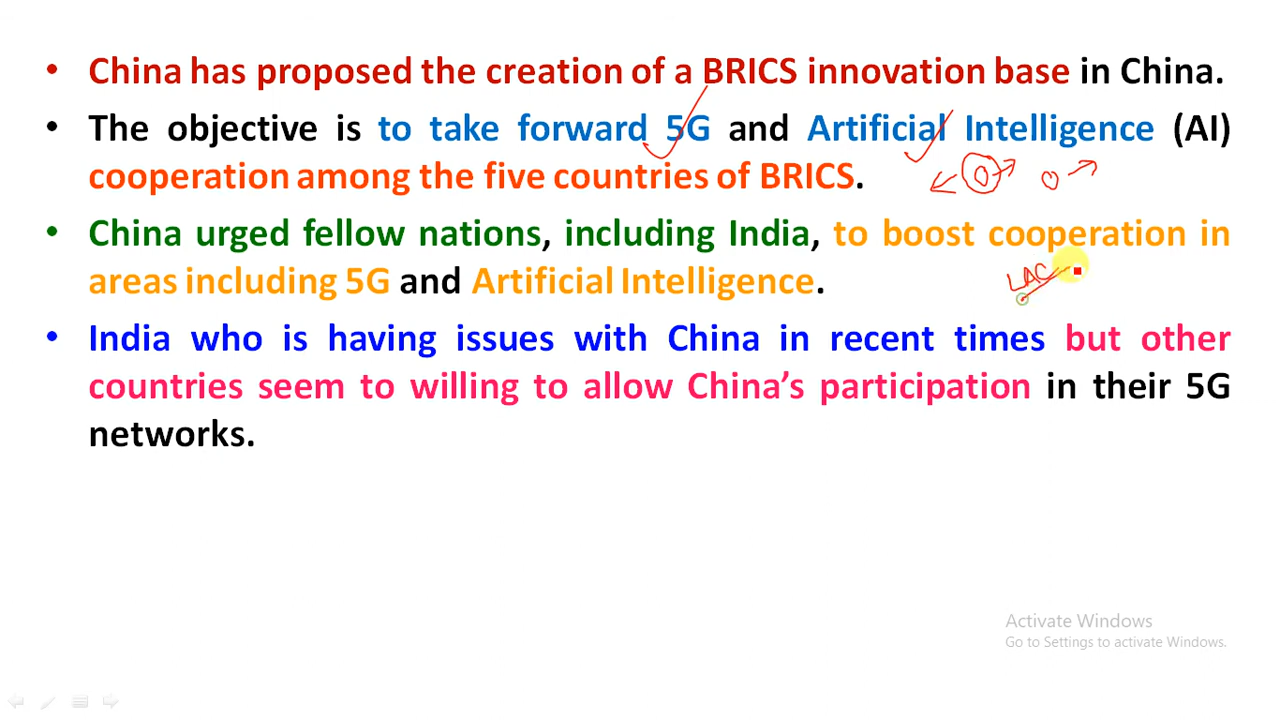 • China has proposed the creation of a BRICS innovation base in China.
• The objective is to take forward 5G and Artificial Intelligence (AI)
cooperation among the five countries of BRICS.
• China urged fellow nations, including India, to boost cooperation in
areas including 5G and Artificial Intelligence.
LAC
• India who is having issues with China in recent times but other
countries seem to willing to allow China's participation in their 5G
networks.
Activate Windows
Go to Settings to activate Windows.